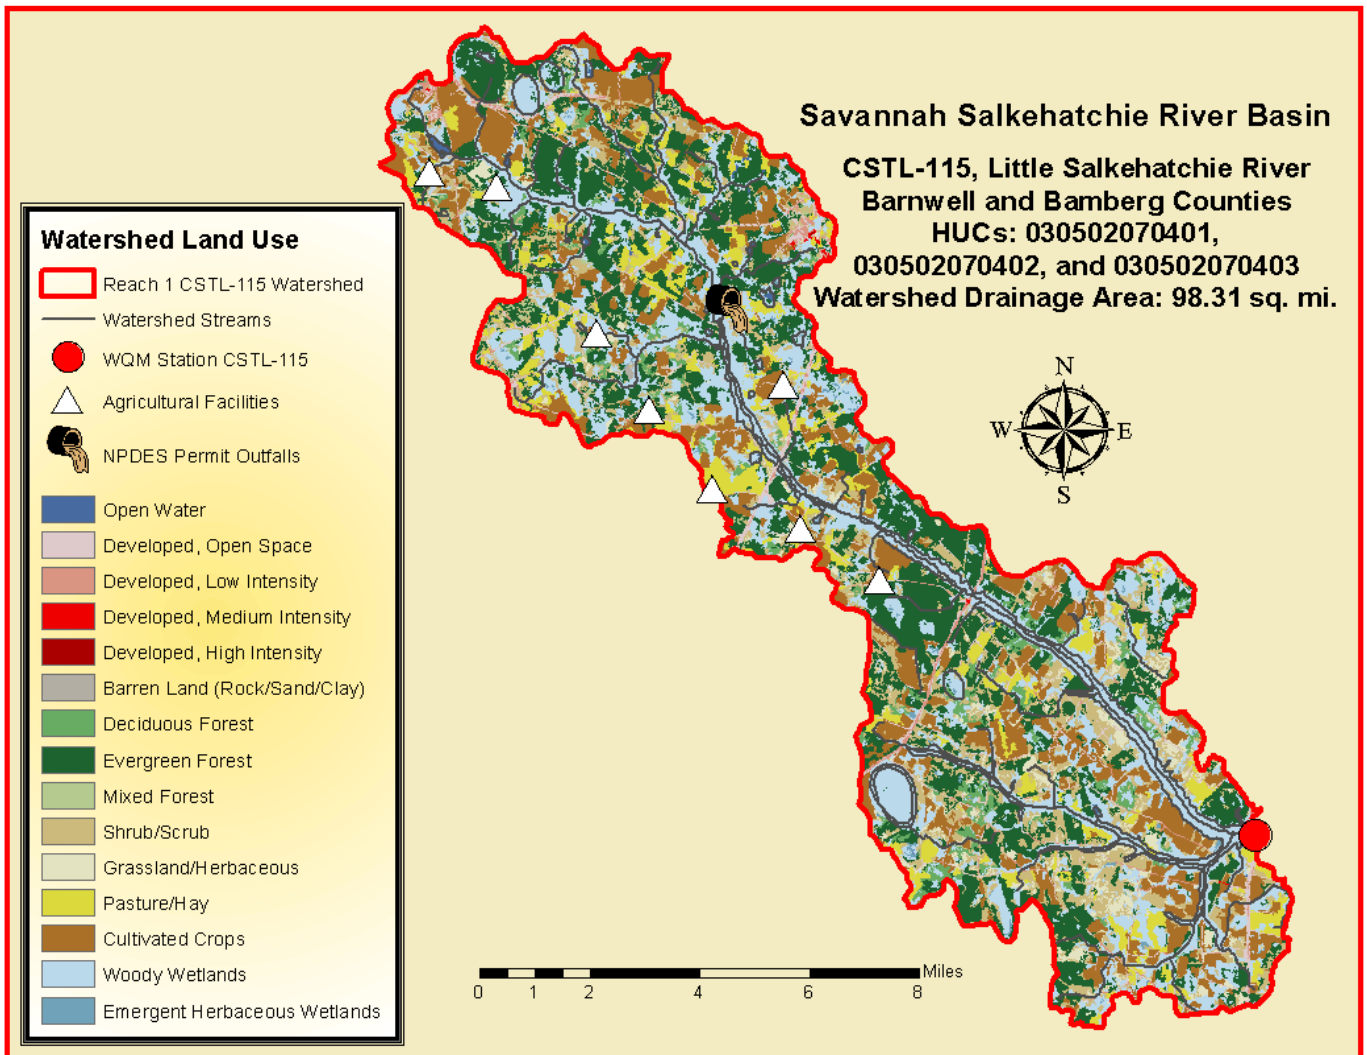 Savannah Salkehatchie River Basin
CSTL-115, Little Salkehatchie River
Barnwell and Bamberg Counties
HUCs: 030502070401,
030502070402, and 030502070403
Watershed Drainage Area: 98.31 sq. mi.
Watershed Land Use
Reach 1 CSTL-115 Watershed
Watershed Streams
WQM Station CSTL-115
Agricultural Facilities
NPDES Permit Outfalls
Open Water
Developed, Open Space
Developed, Low Intensity
Developed, Medium Intensity
Developed, High Intensity
Barren Land (Rock/Sand/Clay)
Deciduous Forest
Evergreen Forest
Mixed Forest
Shrub/Scrub
Grassland/Herbaceous
Pasture/Hay
Cultivated Crops
Woody Wetlands
Emergent Herbaceous Wetlands
N
W E
S
Miles
0 1 2 4 6 8